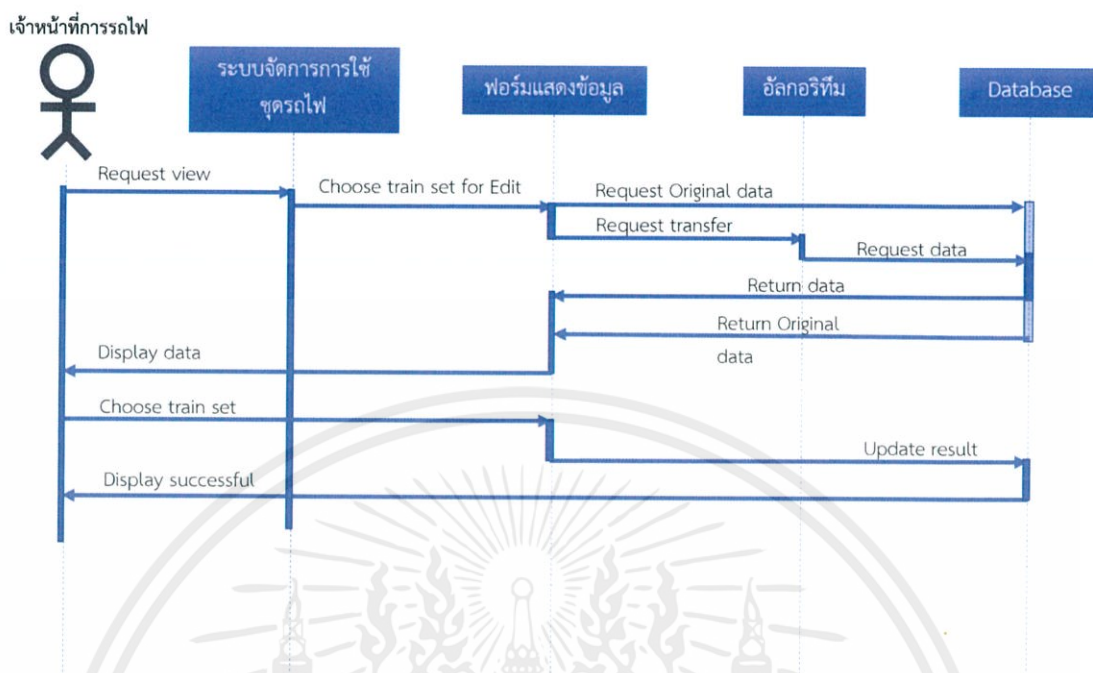 เจ้าหน้าที่การรถไฟ
ระบบจัดการการใช้
ชุดรถไฟ
ฟอร์มแสดงข้อมูล
อัลกอริทึม
Database
Request view
Choose train set for Edit
Request Original data
Request transfer
Request data
Return data
Return Original
data
Display data
Choose train set
Update result
Display successful